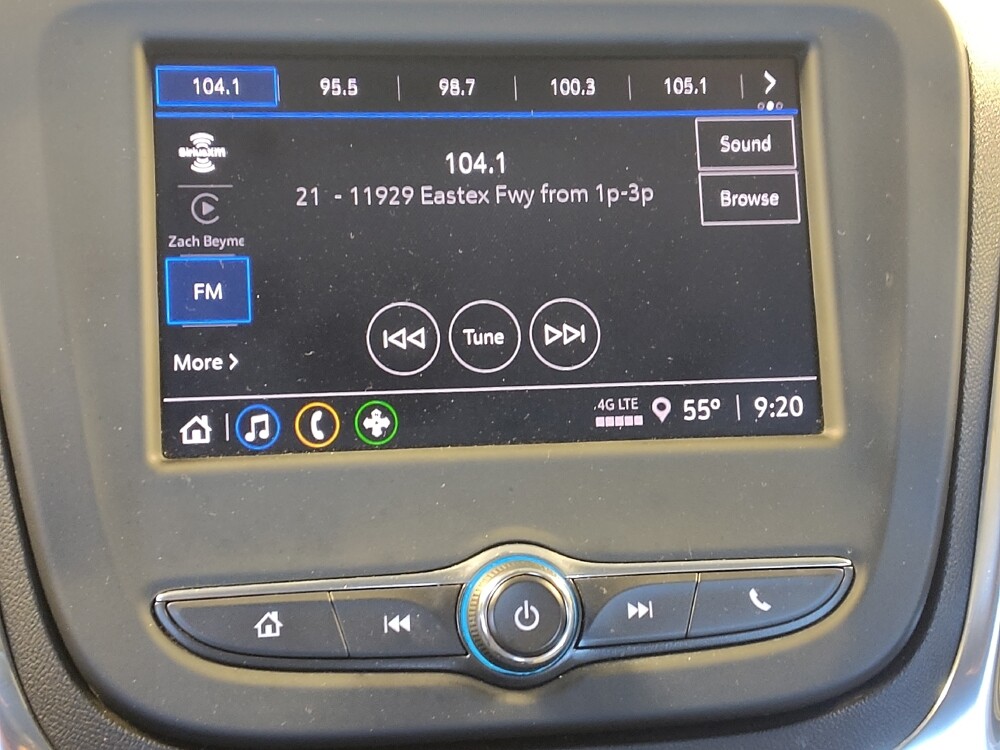 104.1 95.5 98.7 100.3 105.1
SiriusXM
104.1
21 - 11929 Eastex Fwy from 1p-3p
Sound
Browse
Zach Beyme
FM
Tune
More
4G LTE 55° 9:20